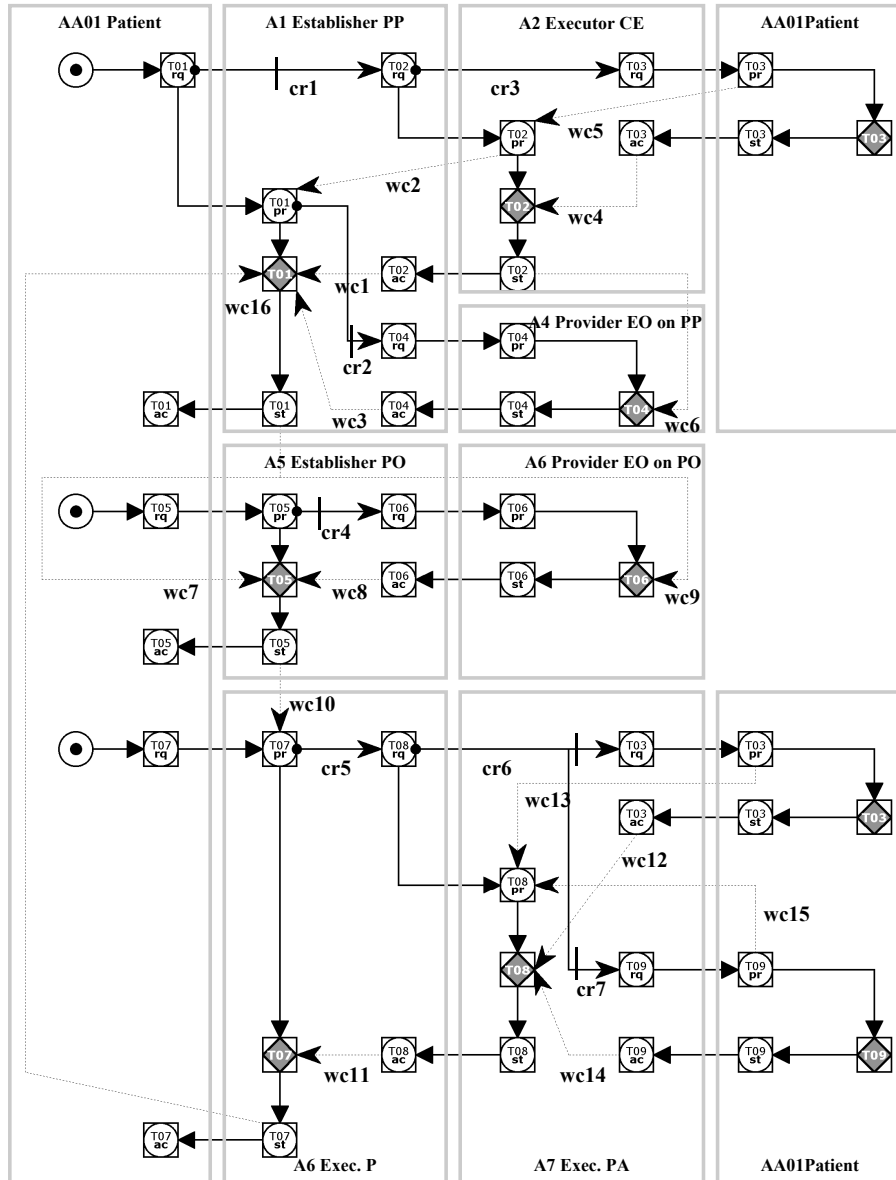 AA01 Patient
A1 Establisher PP
A2 Executor CE
AA01Patient
T01
rq
cr1
T02
rq
cr3
T03
rq
T03
pr
T02
pr
wc5
T03
ac
T03
st
T03
wc2
T01
pr
T02
wc4
T01
wc16
wc1
T02
ac
T02
st
A4 Provider EO on PP
cr2
T04
rq
T04
pr
T01
ac
T01
st
wc3
T04
ac
T04
st
T04
wc6
A5 Establisher PO
A6 Provider EO on PO
T05
rq
T05
pr
cr4
T06
rq
T06
pr
wc7
T05
wc8
T06
ac
T06
st
T06
wc9
T05
ac
T05
st
wc10
T07
rq
T07
pr
cr5
T08
rq
cr6
T03
rq
T03
pr
wc13
T03
ac
T03
st
T03
wc12
T08
pr
wc15
T08
cr7
T09
rq
T09
pr
T07
wc11
T08
ac
T08
st
wc14
T09
ac
T09
st
T09
T07
ac
T07
st
A6 Exec. P
A7 Exec. PA
AA01Patient